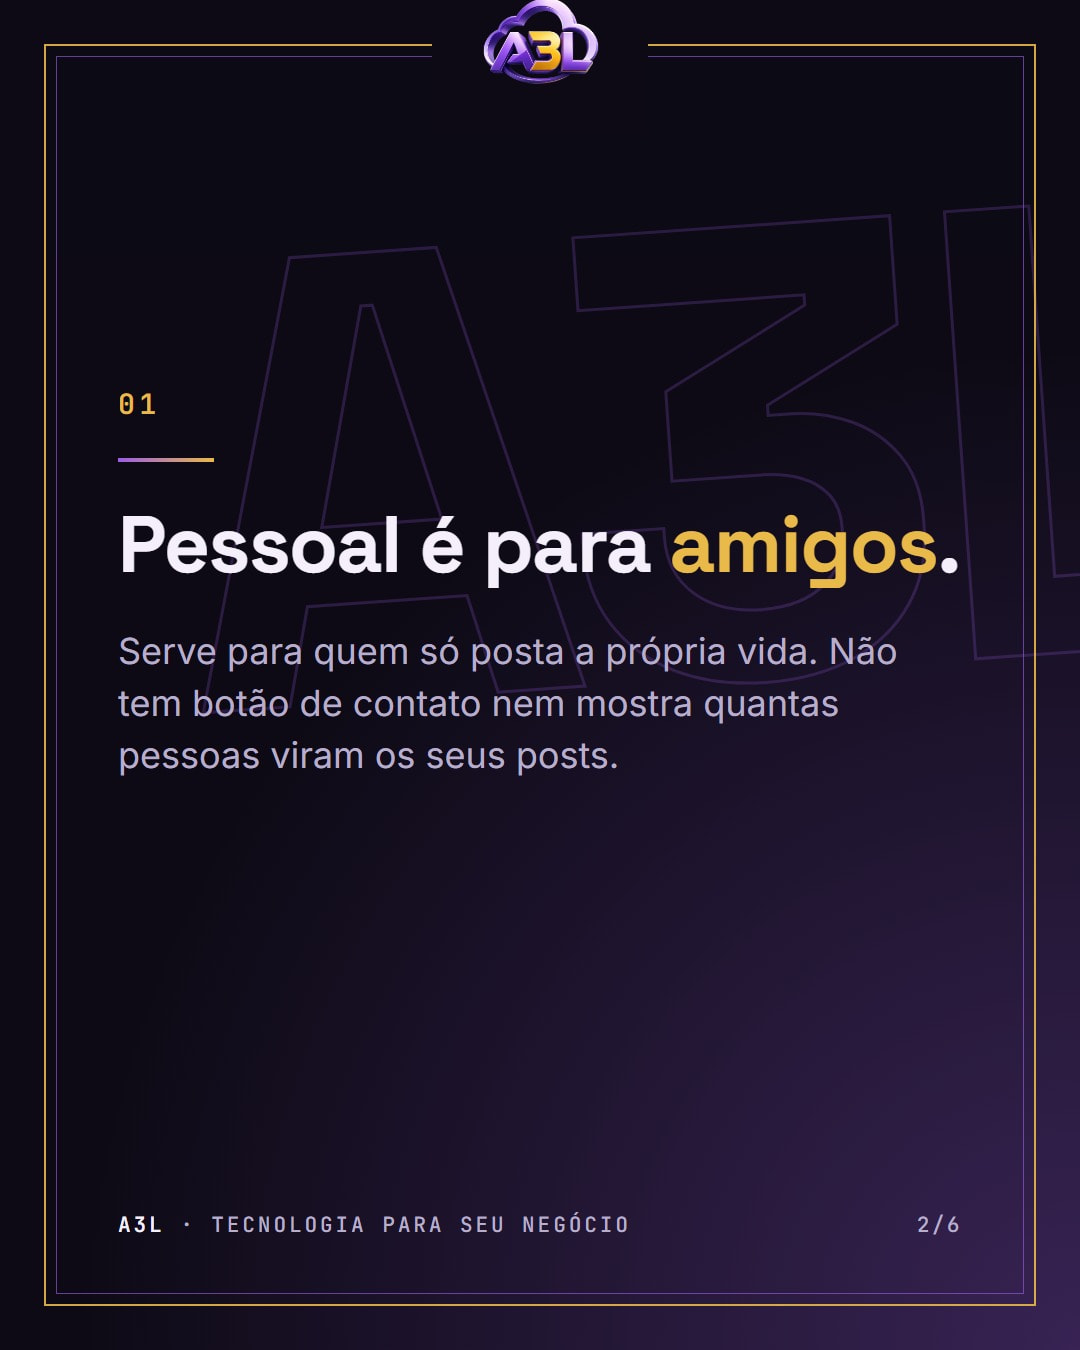 A3L
01
Pessoal é para amigos.
Serve para quem só posta a própria vida. Não
tem botão de contato nem mostra quantas
pessoas viram os seus posts.
A3L · TECNOLOGIA PARA SEU NEGÓCIO
2/6